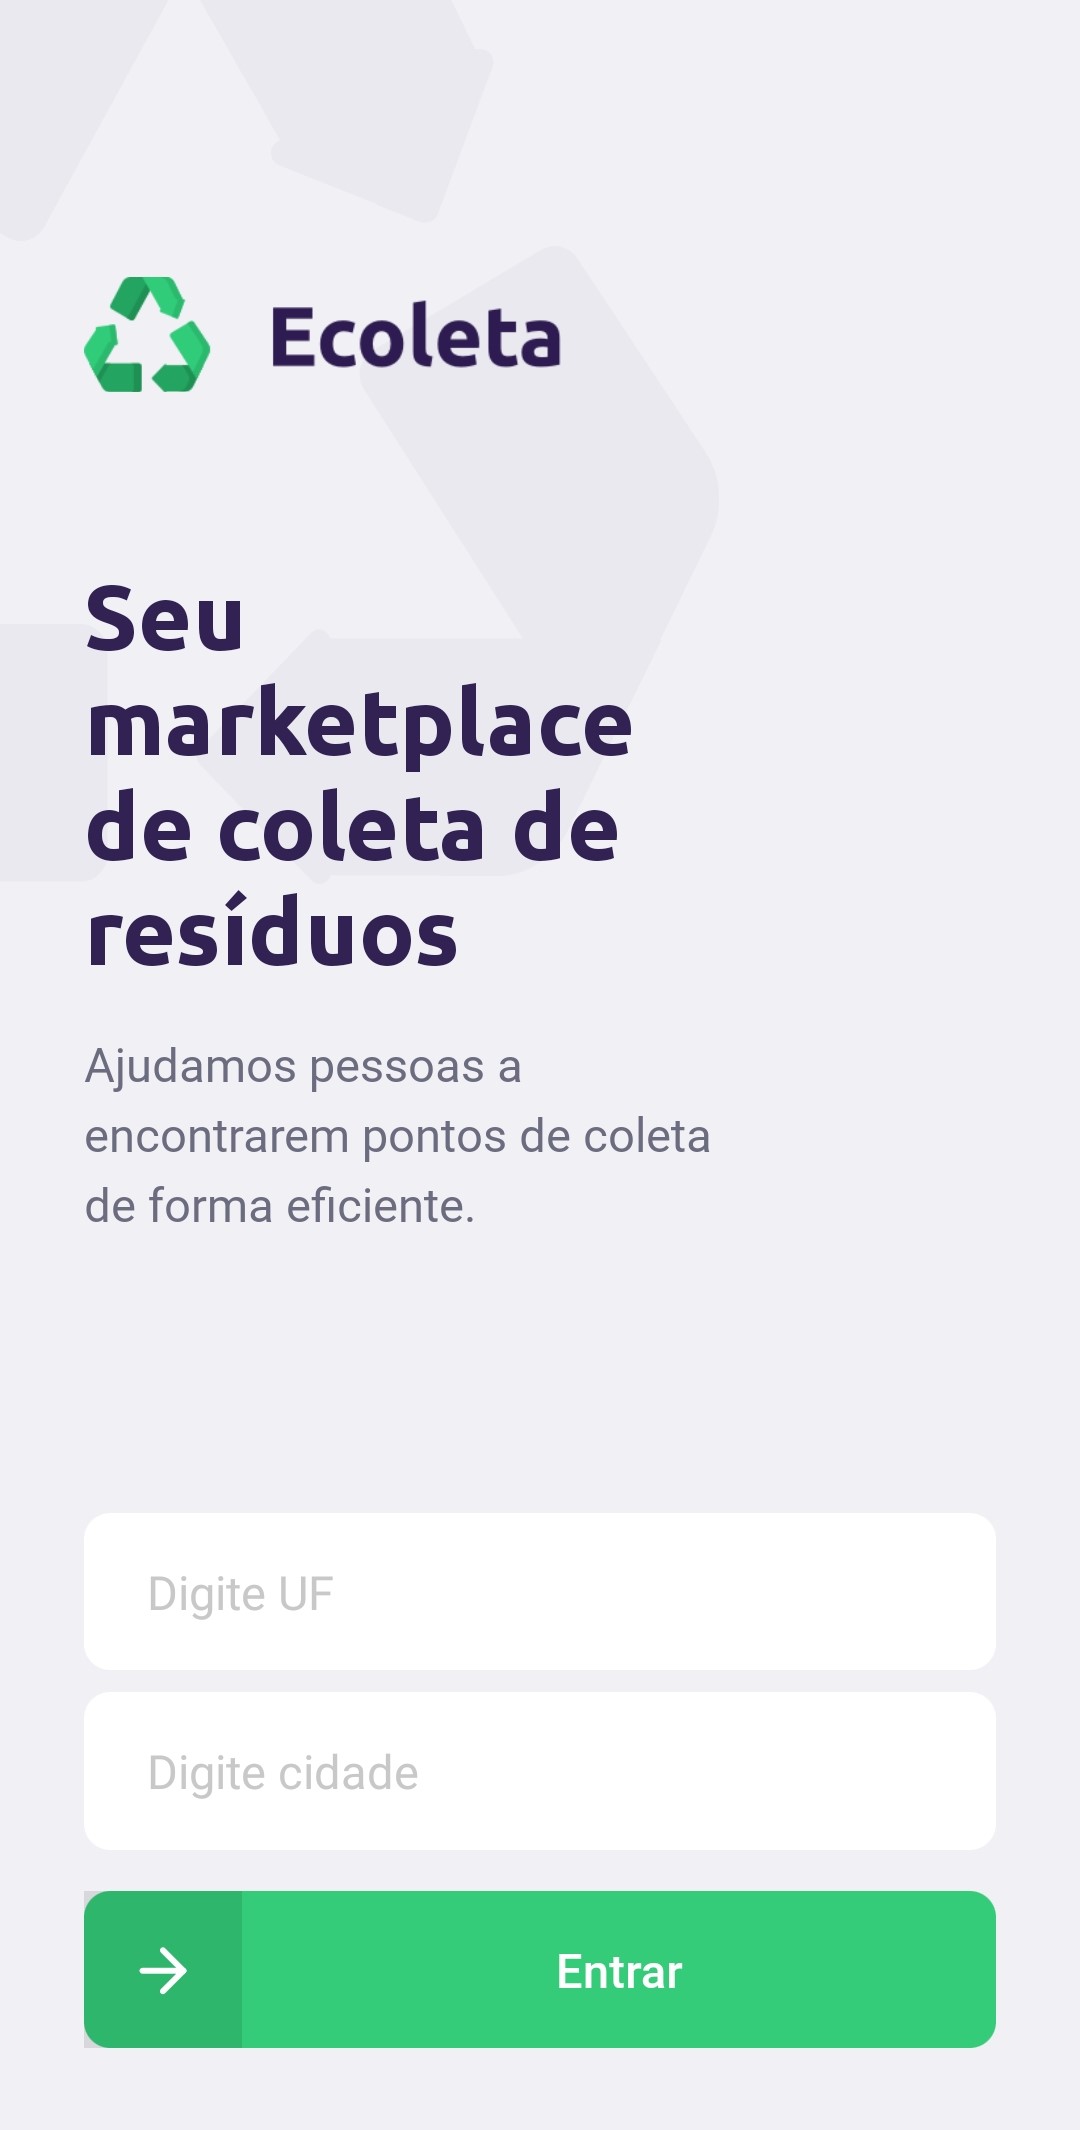 Ecoleta
Seu
marketplace
de coleta de
resíduos
Ajudamos pessoas a
encontrarem pontos de coleta
de forma eficiente.
Digite UF
Digite cidade
Entrar